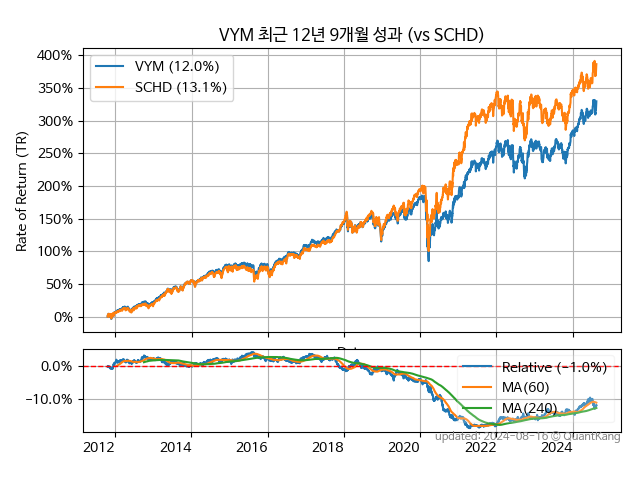 VYM 최근 12년 9개월 성과 (vs SCHD)
VYM (12.0%)
SCHD (13.1%)
Rate of Return (TR)
400%
350%
300%
250%
200%
150%
100%
50%
0%
0.0%
−10.0%
Relative (−1.0%)
MA(60)
MA(240)
2012
2014
2016
2018
2020
2022
2024
updated: 2024-08-16 © QuantKang